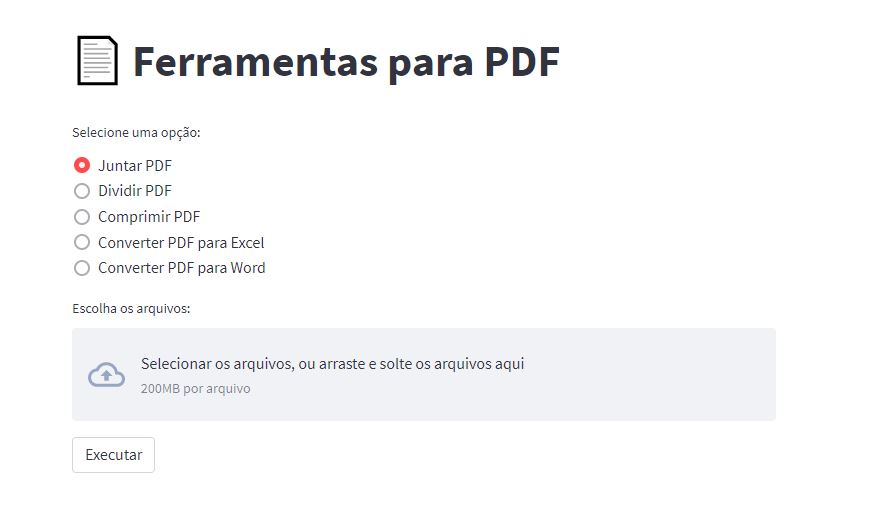 Ferramentas para PDF
Selecione uma opção:
Juntar PDF
Dividir PDF
Comprimir PDF
Converter PDF para Excel
Converter PDF para Word
Escolha os arquivos:
Selecionar os arquivos, ou arraste e solte os arquivos aqui
200MB por arquivo
Executar